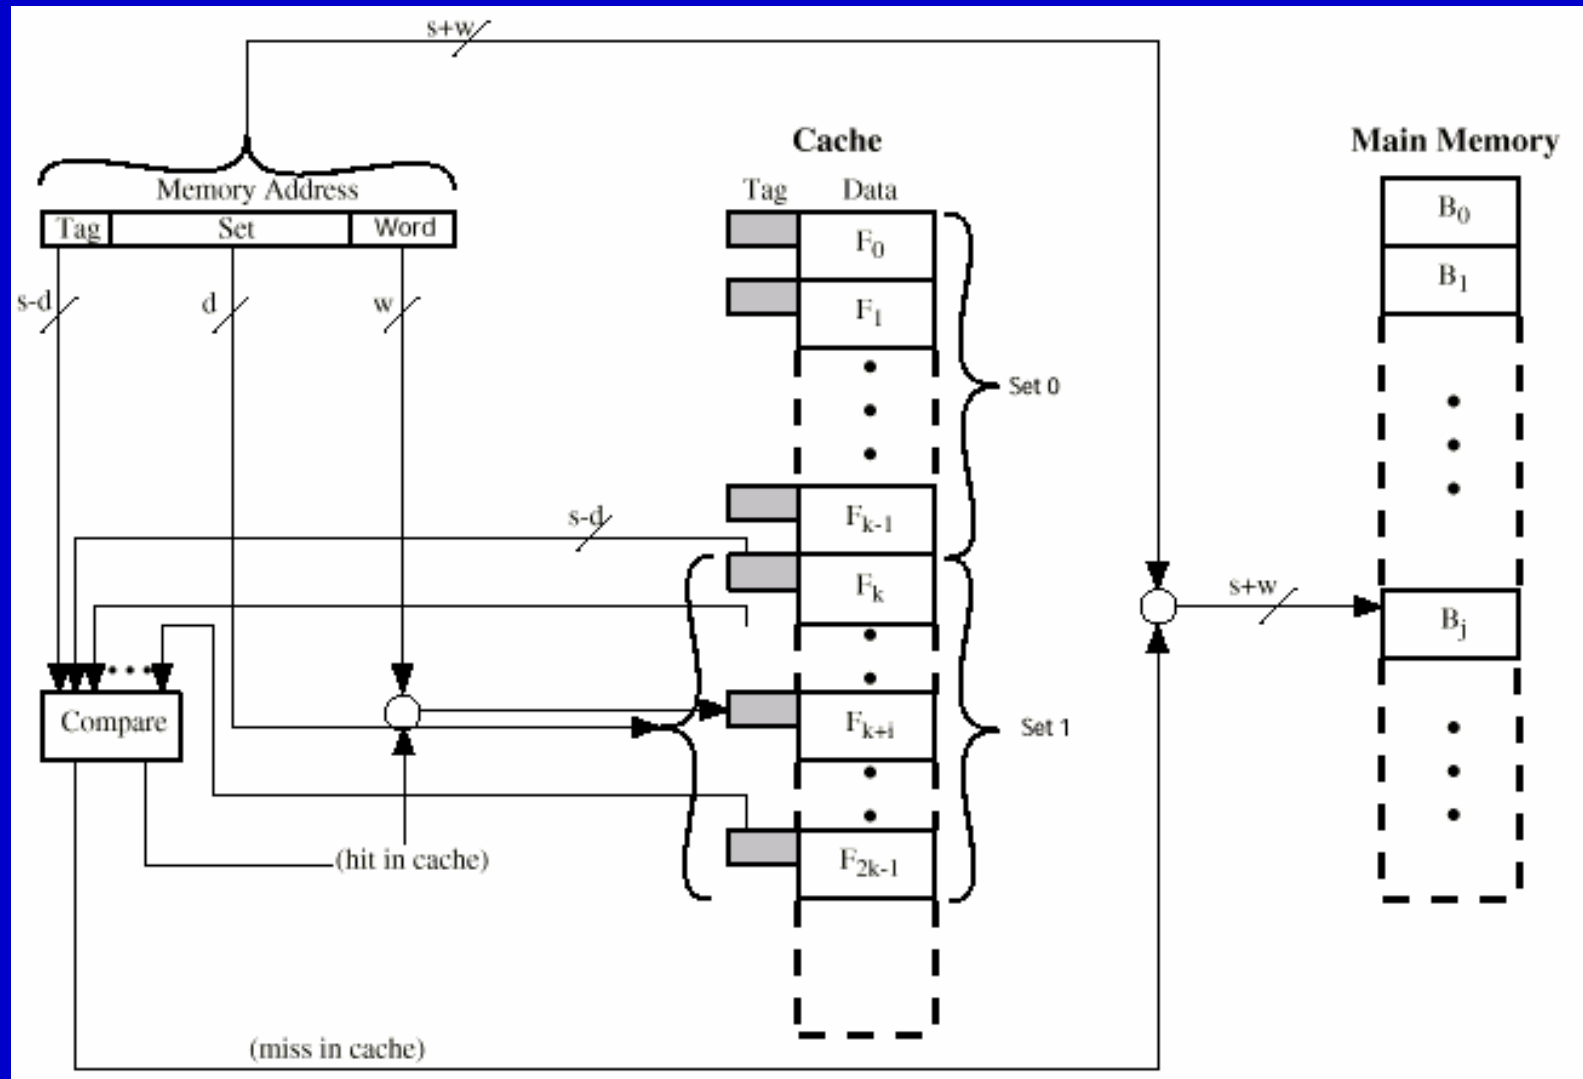 s+w
Cache
Main Memory
Memory Address
Tag Data
Tag Set Word
B0
F0
B1
s-d d w
F1
Set 0
s-d
Fk-1
Fk
s+w
Bj
Compare
Fk+i
Set 1
(hit in cache)
F2k-1
(miss in cache)